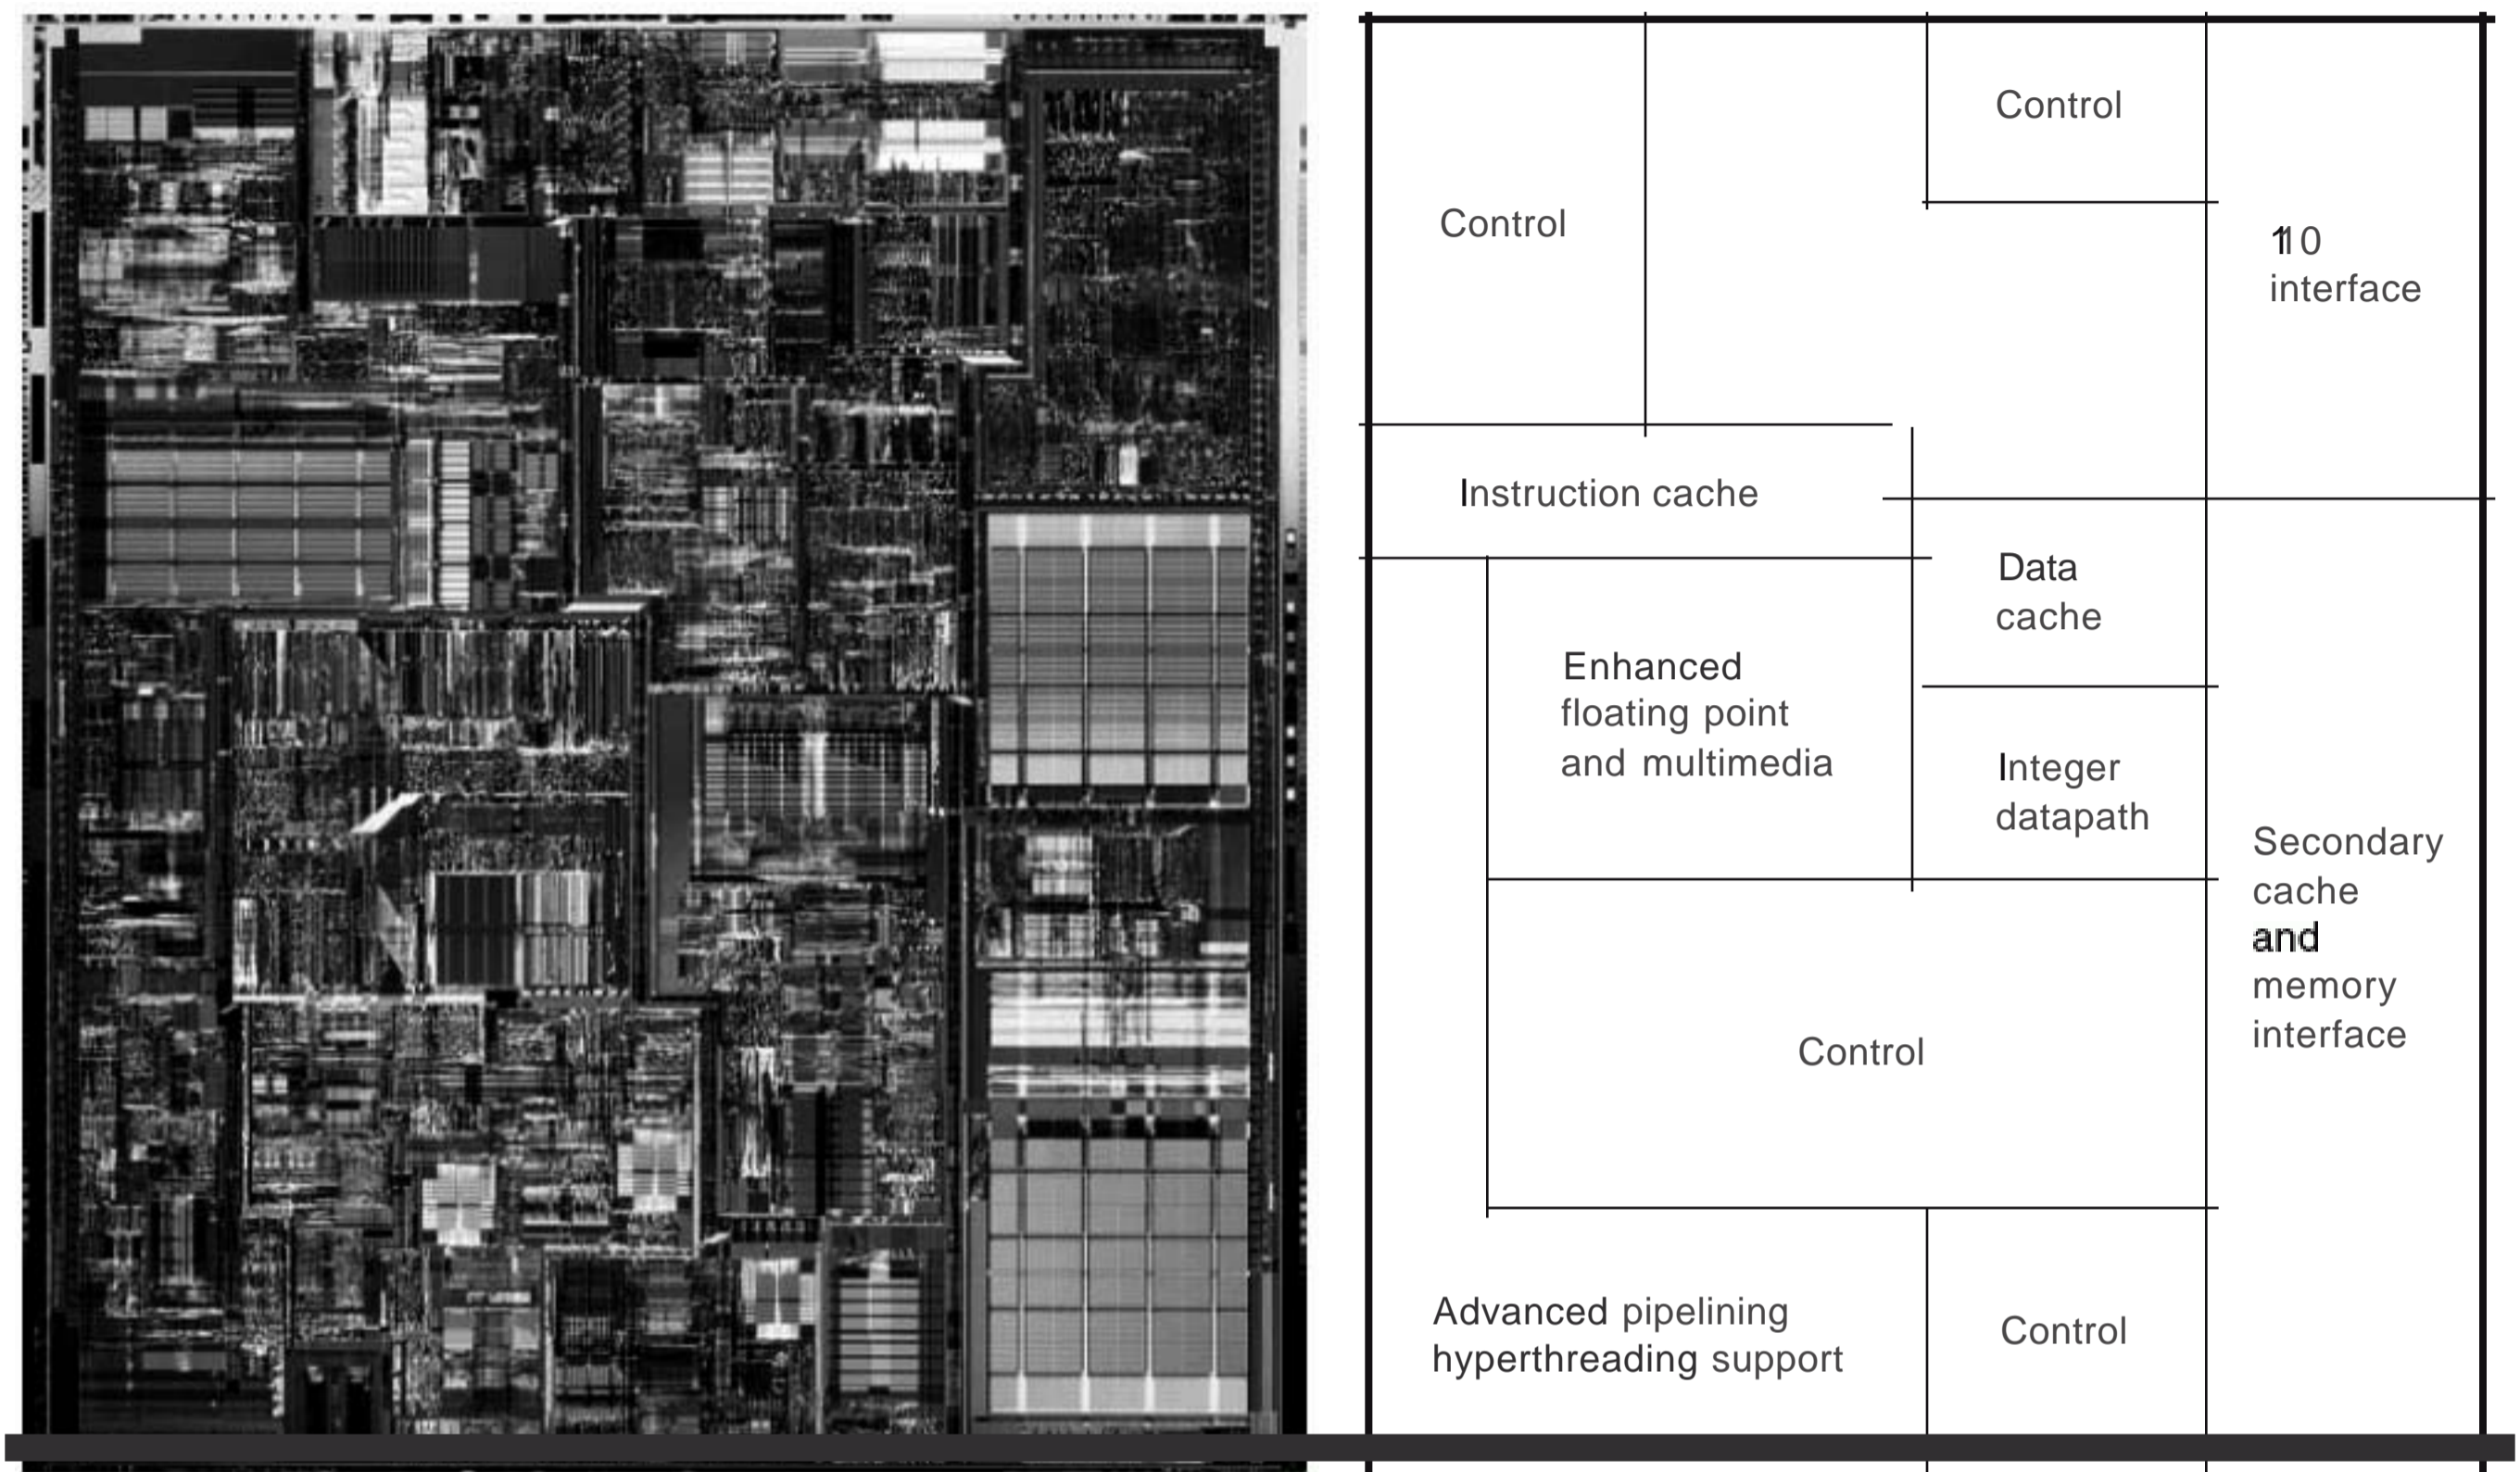 Control
Control
110
interface
Instruction cache
Data
cache
Enhanced
floating point
and multimedia
Integer
datapath
Secondary
cache
and
memory
interface
Control
Advanced pipelining
hyperthreading support
Control